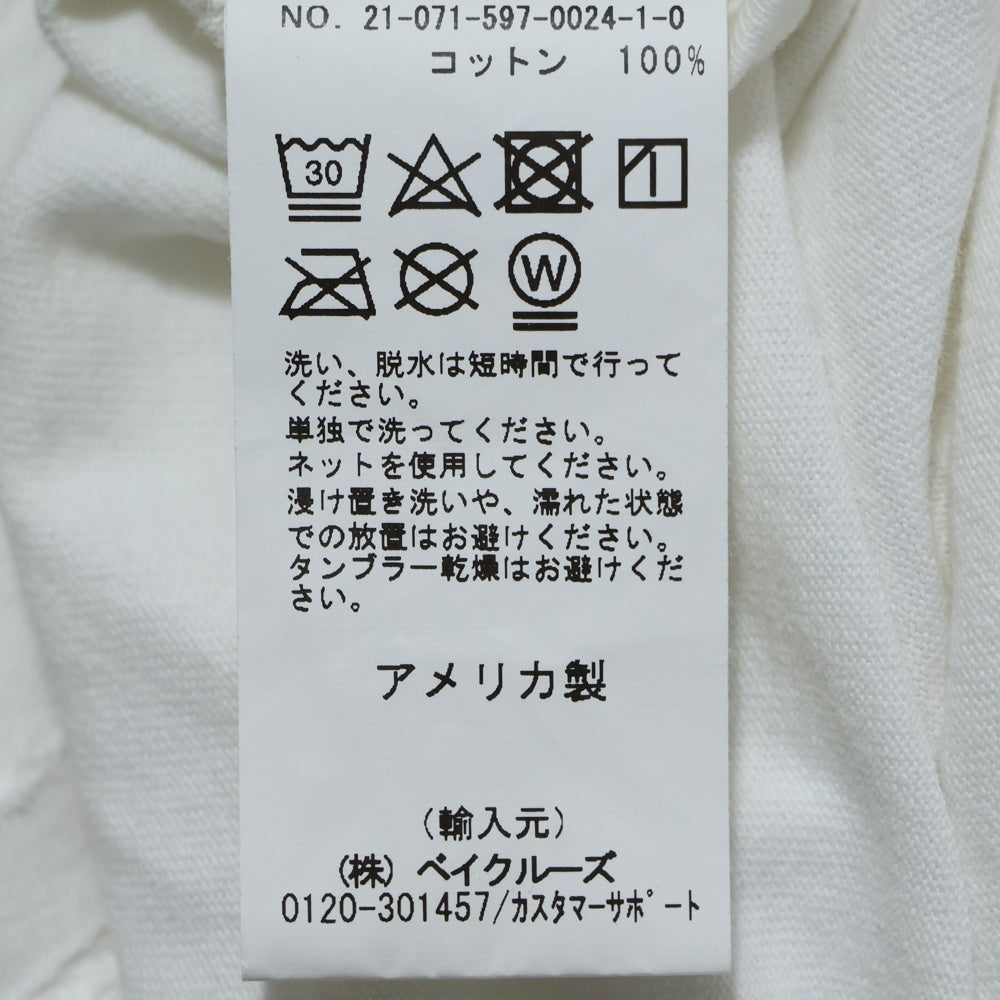 NO. 21-071-597-0024-1-0
コットン 100%
30
W
洗い、脱水は短時間で行って
ください。
単独で洗ってください。
ネットを使用してください。
浸け置き洗いや、濡れた状態
での放置はお避けください。
タンブラー乾燥はお避けくだ
さい。
アメリカ製
(輸入元)
(株) ベイクルーズ
0120-301457/カスタマーサポート